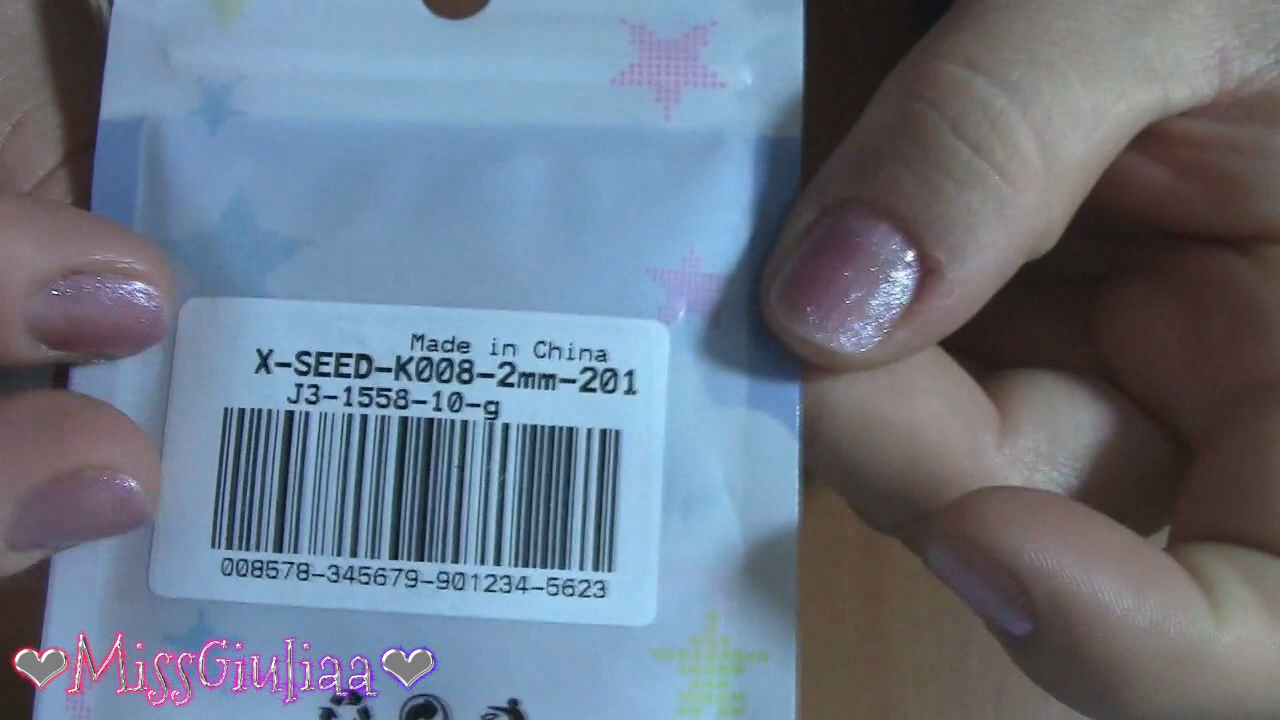 Made in China
X-SEED-K008-2mm-201
J3-1558-10-g
008578-345679-901234-5623
❤MissGiuliaa❤